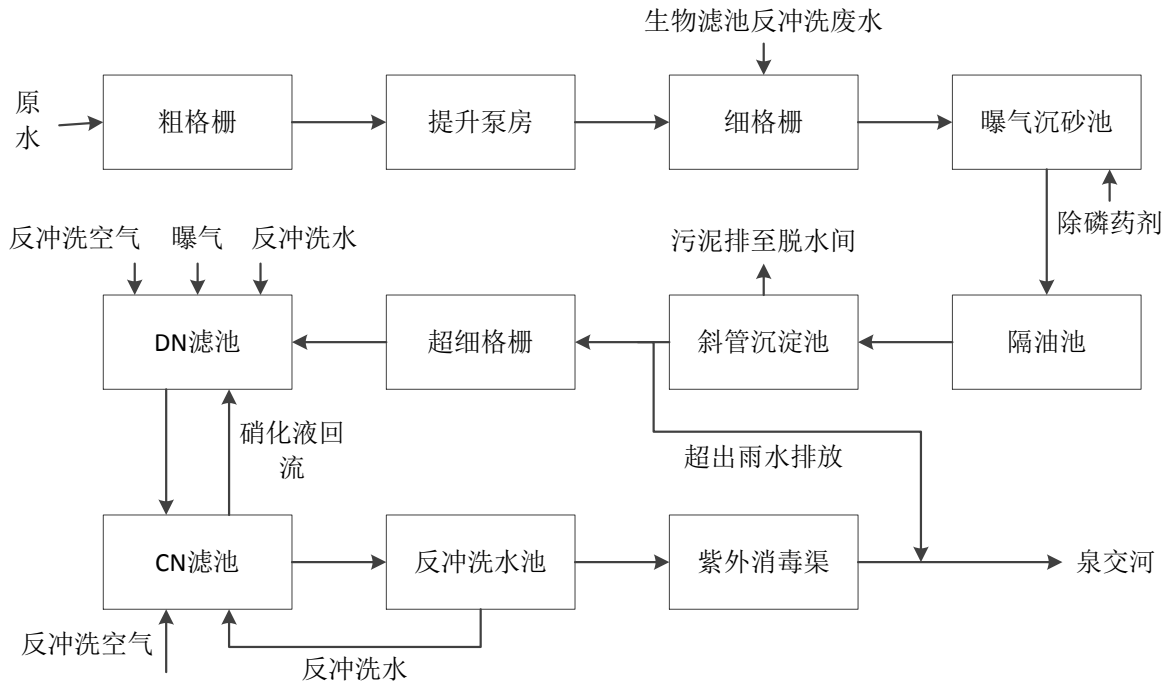 生物滤池反冲洗废水
原
水
粗格栅
提升泵房
细格栅
曝气沉砂池
除磷药剂
反冲洗空气
曝气
反冲洗水
污泥排至脱水间
DN滤池
超细格栅
斜管沉淀池
隔油池
硝化液回
流
超出雨水排放
CN滤池
反冲洗水池
紫外消毒渠
泉交河
反冲洗空气
反冲洗水